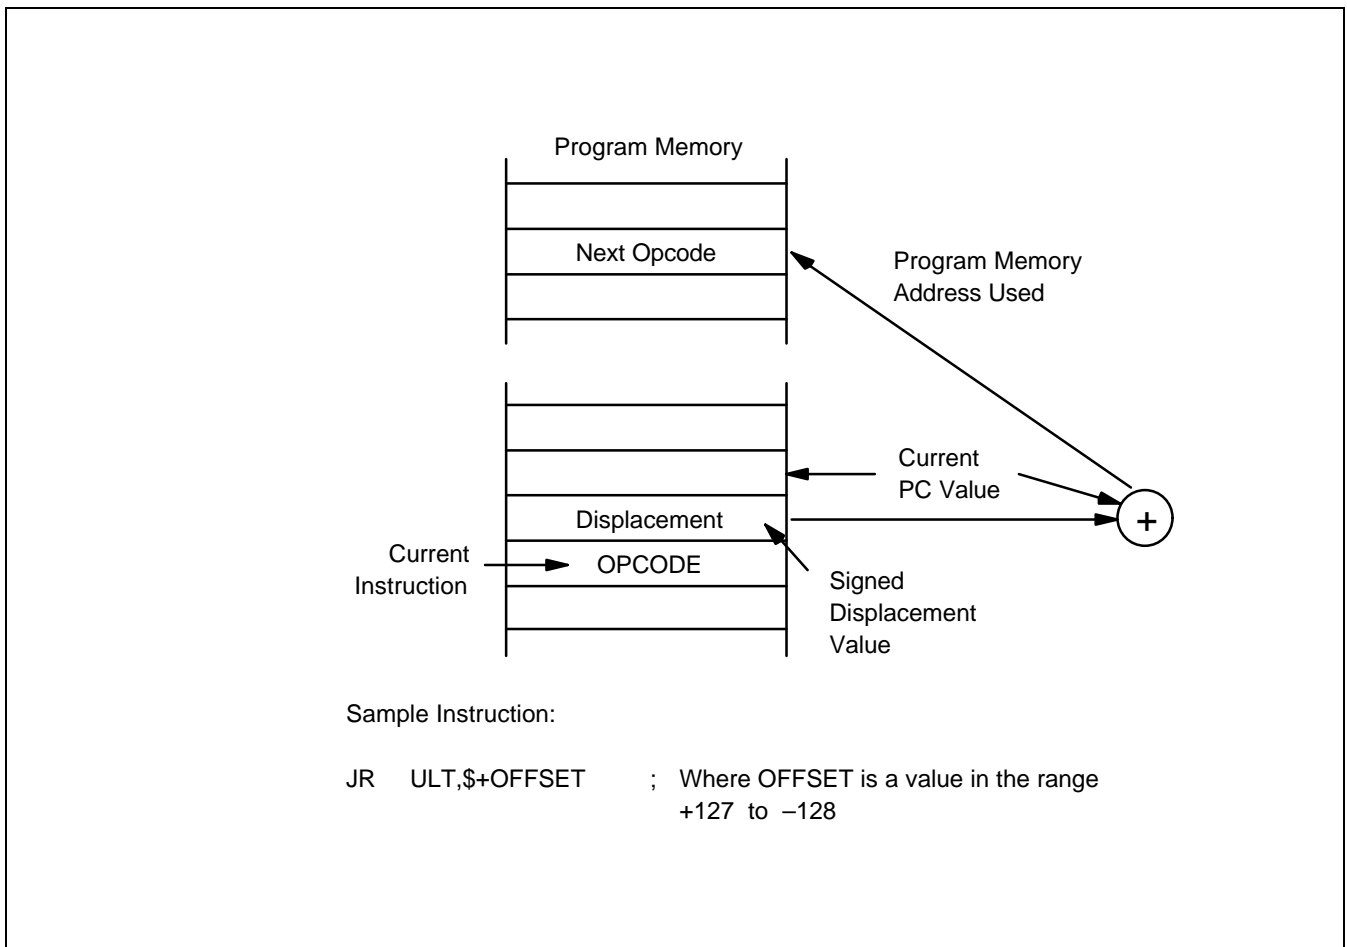 Program Memory
Next Opcode
Program Memory
Address Used
Current
PC Value
Displacement
+
Current
Instruction
OPCODE
Signed
Displacement
Value
Sample Instruction:
JR ULT,$+OFFSET ; Where OFFSET is a value in the range
+127 to –128